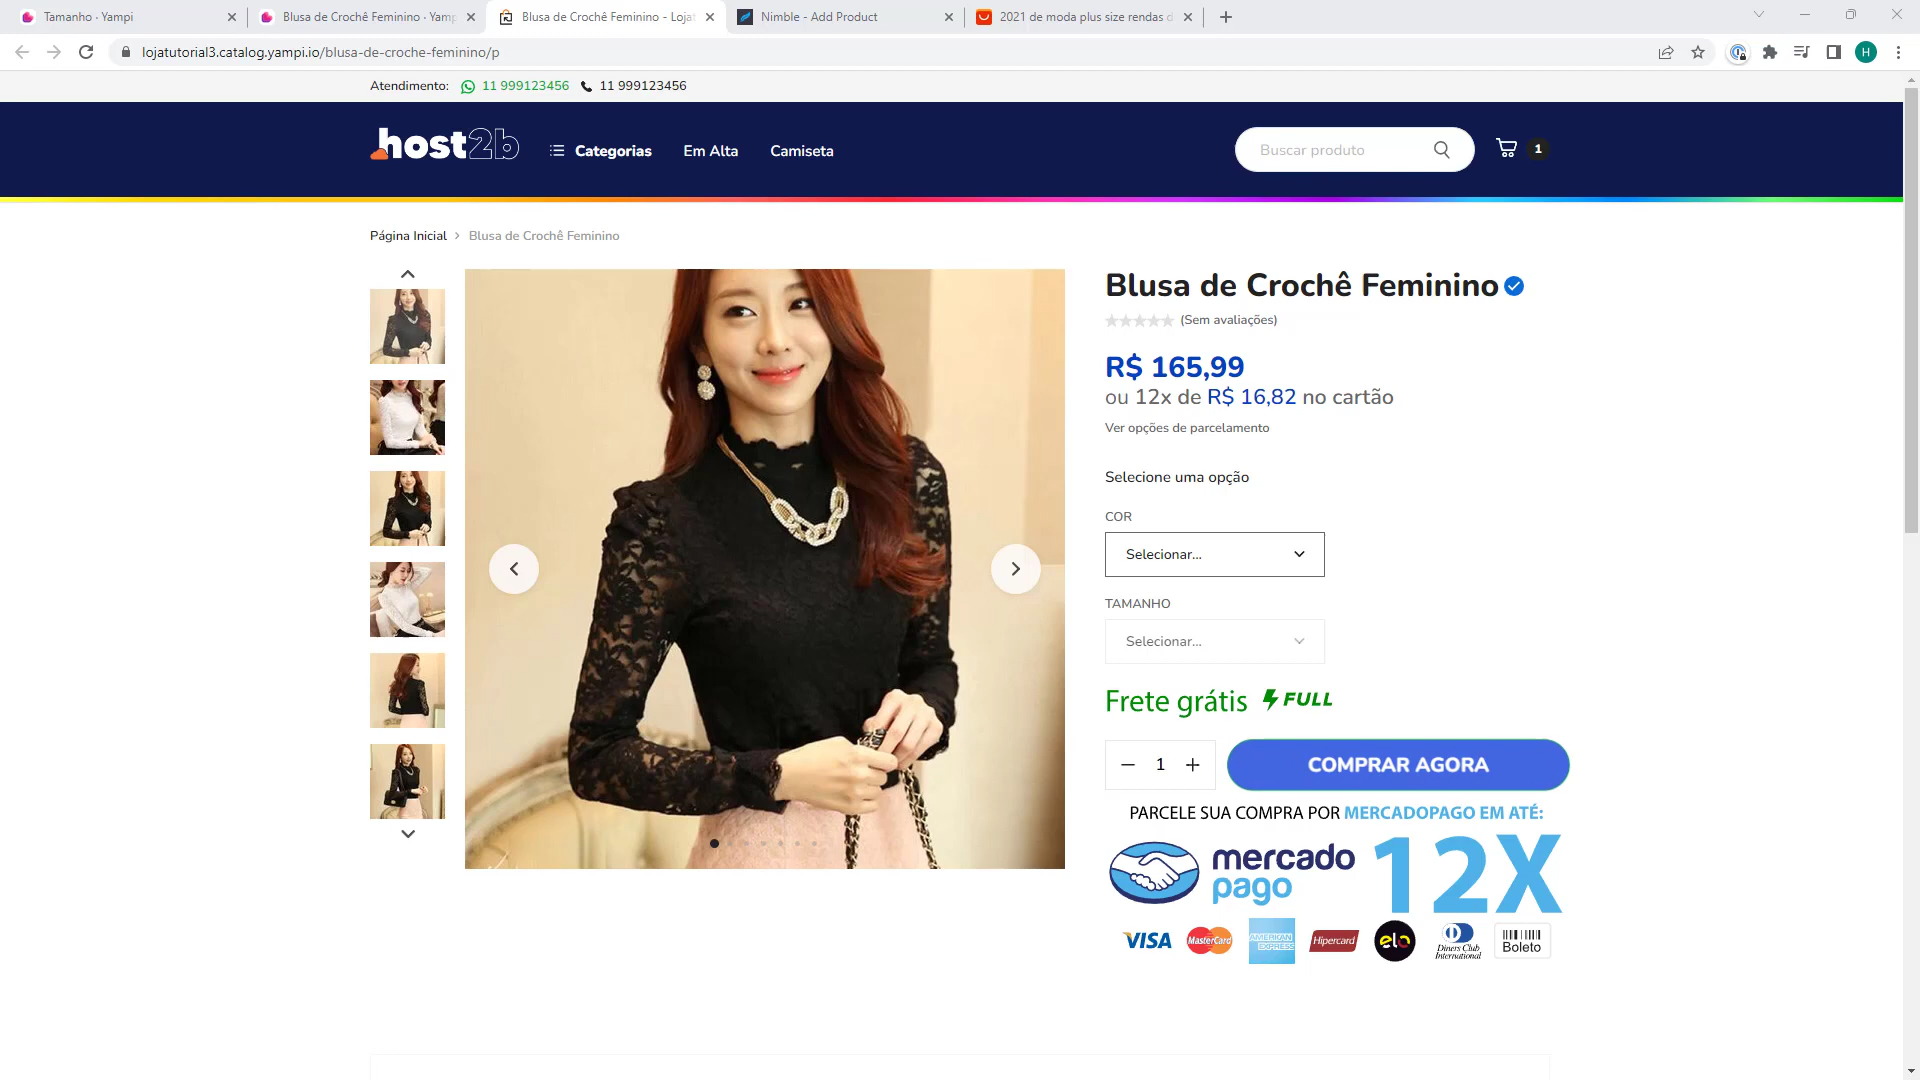 Tamanho · Yampi
Blusa de Crochê Feminino · Yamp
Blusa de Crochê Feminino - Lojat
Nimble - Add Product
2021 de moda plus size rendas d
lojatutorial3.catalog.yampi.io/blusa-de-croche-feminino/p
H
Atendimento: 11 999123456 11 999123456
host2b
Categorias
Em Alta
Camiseta
Buscar produto
1
Página Inicial > Blusa de Crochê Feminino
Blusa de Crochê Feminino
(Sem avaliações)
R$ 165,99
ou 12x de R$ 16,82 no cartão
Ver opções de parcelamento
Selecione uma opção
COR
Selecionar...
TAMANHO
Selecionar...
Frete grátis FULL
1
COMPRAR AGORA
PARCELE SUA COMPRA POR MERCADOPAGO EM ATÉ:
mercado
pago
12X
VISA
MasterCard
AMERICAN EXPRESS
Hipercard
elo
Diners Club International
Boleto